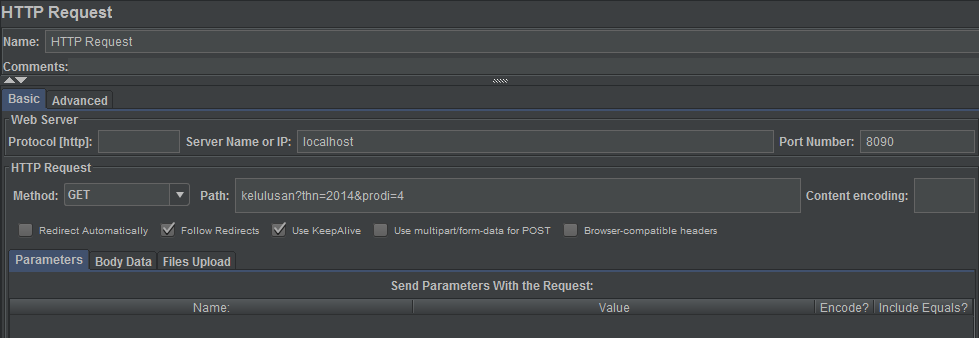 HTTP Request
Name: HTTP Request
Comments:
Basic Advanced
Web Server
Protocol [http]: Server Name or IP: localhost Port Number: 8090
HTTP Request
Method: GET Path: kelulusan?thn=2014&prodi=4 Content encoding:
Redirect Automatically Follow Redirects Use KeepAlive Use multipart/form-data for POST Browser-compatible headers
Parameters Body Data Files Upload
Send Parameters With the Request:
Name: Value Encode? Include Equals?